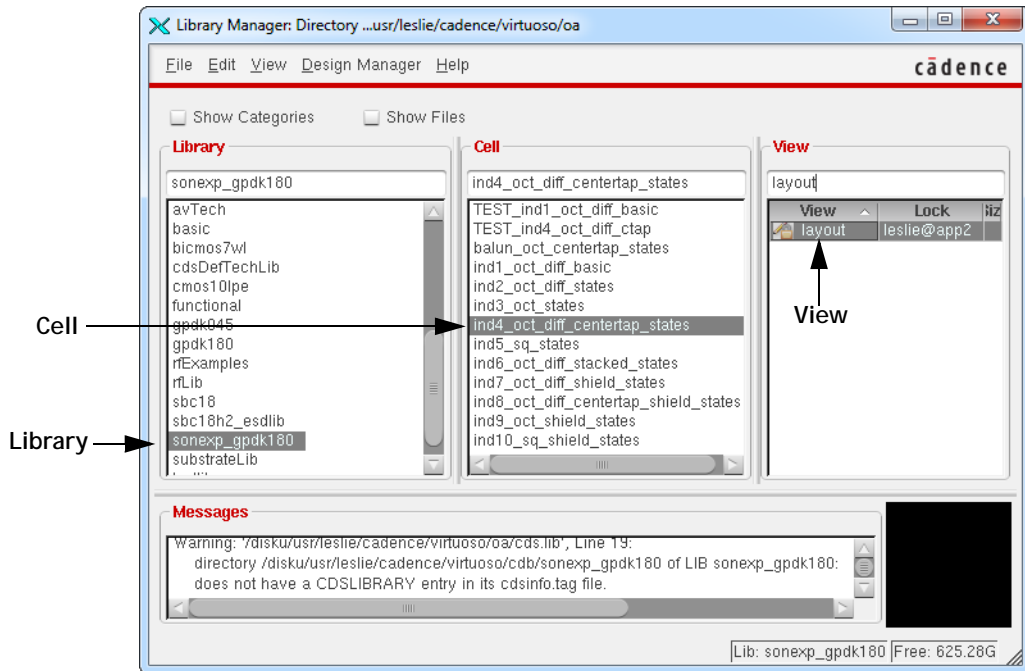 Library Manager: Directory ...usr/leslie/cadence/virtuoso/oa
File Edit View Design Manager Help
cādence
Show Categories Show Files
Library
sonexp_gpdk180
avTech
basic
bicmos7wl
cdsDefTechLib
cmos10lpe
functional
gpdk045
gpdk180
rfExamples
rfLib
sbc18
sbc18h2_esdlib
sonexp_gpdk180
substrateLib
Cell
ind4_oct_diff_centertap_states
TEST_ind1_oct_diff_basic
TEST_ind4_oct_diff_ctap
balun_oct_centertap_states
ind1_oct_diff_basic
ind2_oct_diff_states
ind3_oct_states
ind4_oct_diff_centertap_states
ind5_sq_states
ind6_oct_diff_stacked_states
ind7_oct_diff_shield_states
ind8_oct_diff_centertap_shield_states
ind9_oct_shield_states
ind10_sq_shield_states
View
layout
View Lock Siz
layout leslie@app2
View
Cell
Library
Messages
Warning: '/disku/usr/leslie/cadence/virtuoso/oa/cds.lib', Line 19:
directory /disku/usr/leslie/cadence/virtuoso/cdb/sonexp_gpdk180 of LIB sonexp_gpdk180:
does not have a CDSLIBRARY entry in its cdsinfo.tag file.
Lib: sonexp_gpdk180 Free: 625.28G